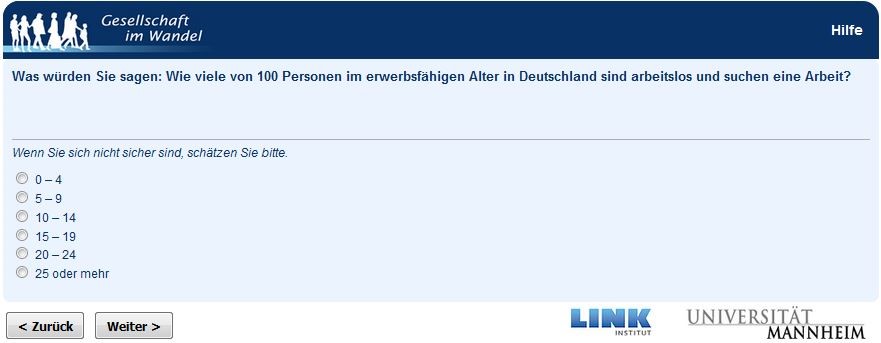 Gesellschaft
im Wandel
Hilfe
Was würden Sie sagen: Wie viele von 100 Personen im erwerbsfähigen Alter in Deutschland sind arbeitslos und suchen eine Arbeit?
Wenn Sie sich nicht sicher sind, schätzen Sie bitte.
0 – 4
5 – 9
10 – 14
15 – 19
20 – 24
25 oder mehr
< Zurück
Weiter >
LINK
INSTITUT
UNIVERSITÄT
MANNHEIM